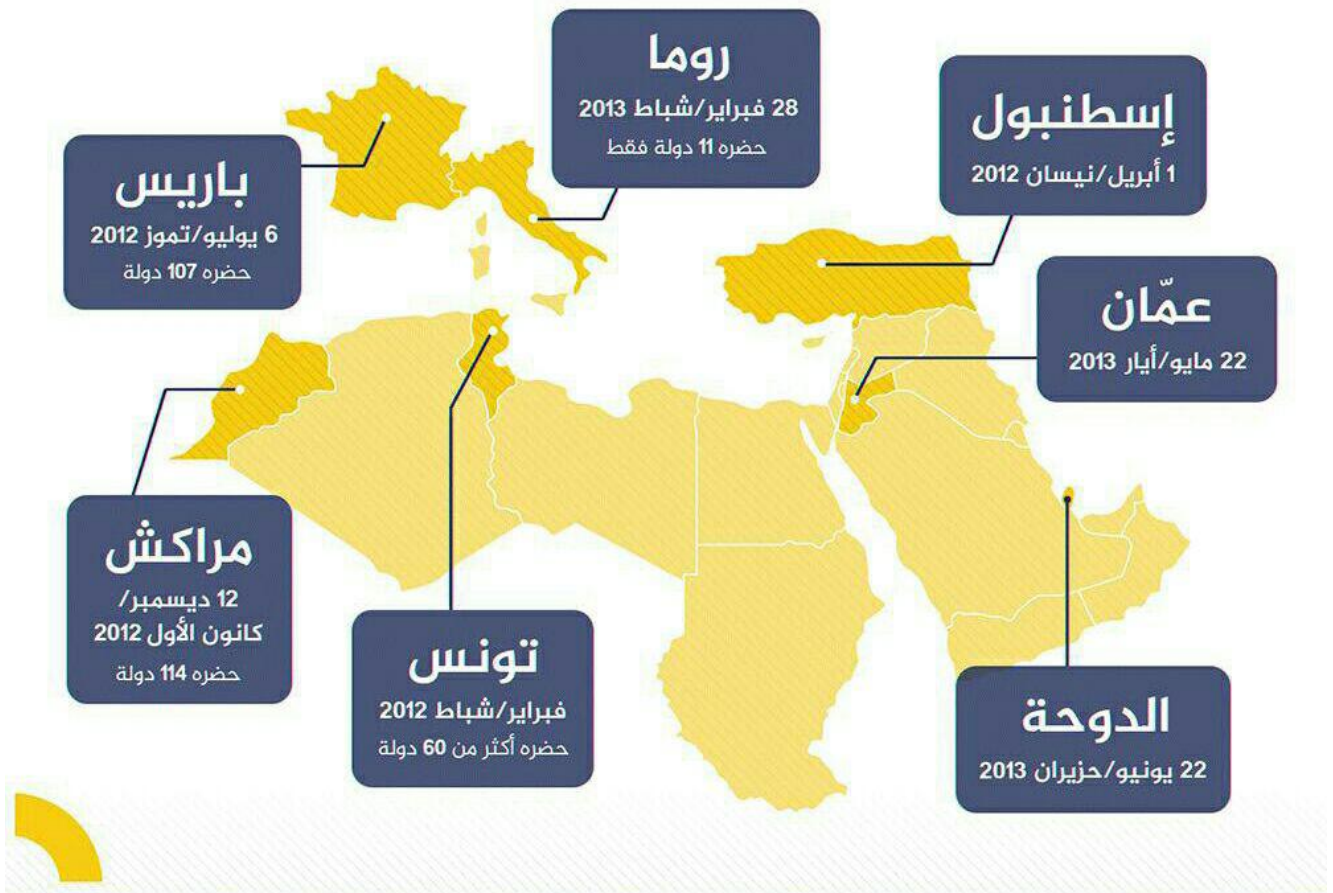 روما
28 فبراير/شباط 2013
حضره 11 دولة فقط
إسطنبول
1 أبريل/نيسان 2012
باريس
6 يوليو/تموز 2012
حضره 107 دولة
عمّان
22 مايو/أيار 2013
مراكش
12 ديسمبر/
كانون الأول 2012
حضره 114 دولة
تونس
فبراير/شباط 2012
حضره أكثر من 60 دولة
الدوحة
22 يونيو/حزيران 2013